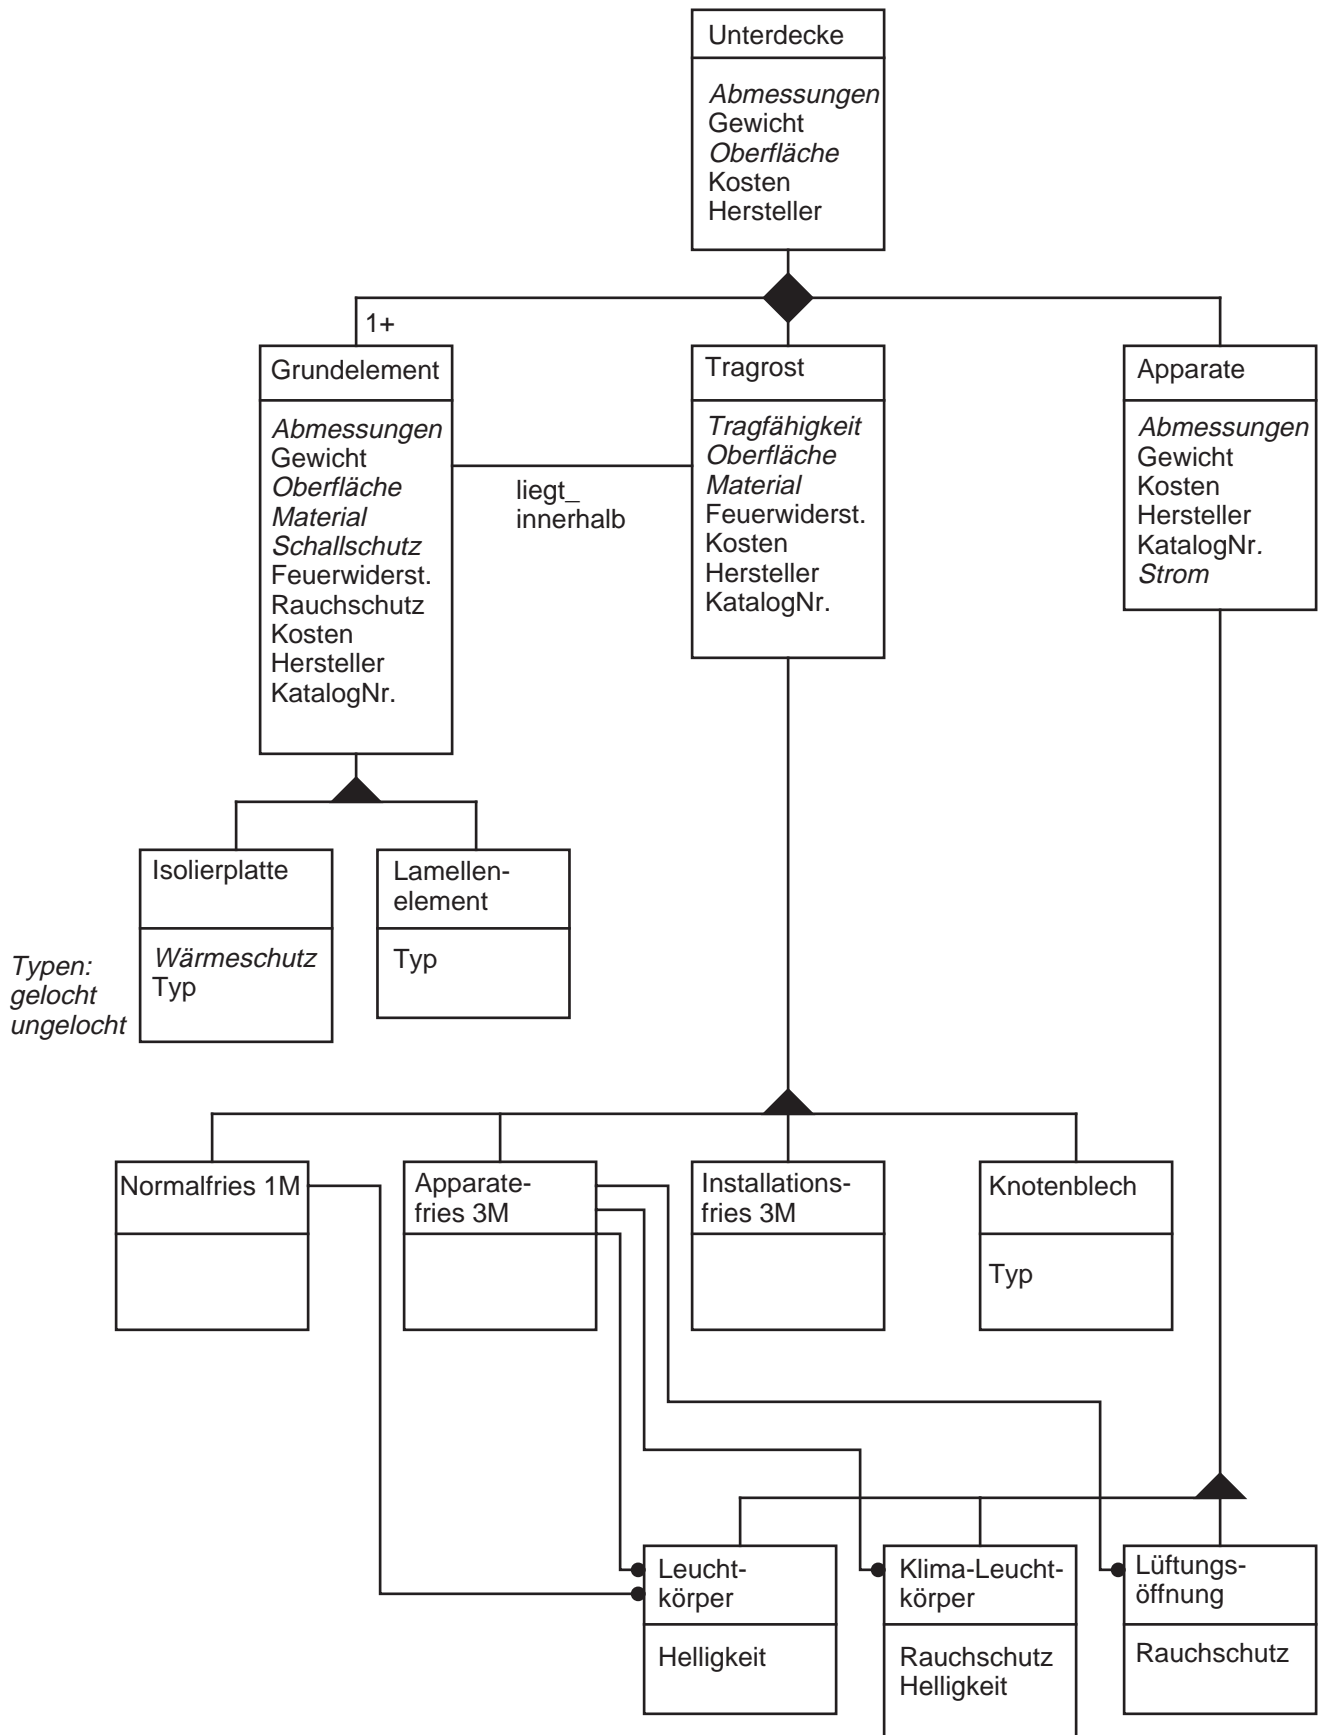 Unterdecke
Abmessungen
Gewicht
Oberfläche
Kosten
Hersteller
1+
Grundelement
Abmessungen
Gewicht
Oberfläche
Material
Schallschutz
Feuerwiderst.
Rauchschutz
Kosten
Hersteller
KatalogNr.
liegt_
innerhalb
Tragrost
Tragfähigkeit
Oberfläche
Material
Feuerwiderst.
Kosten
Hersteller
KatalogNr.
Apparate
Abmessungen
Gewicht
Kosten
Hersteller
KatalogNr.
Strom
Typen:
gelocht
ungelocht
Isolierplatte
Wärmeschutz
Typ
Lamellen-
element
Typ
Normalfries 1M
Apparate-
fries 3M
Installations-
fries 3M
Knotenblech
Typ
Leucht-
körper
Helligkeit
Klima-Leucht-
körper
Rauchschutz
Helligkeit
Lüftungs-
öffnung
Rauchschutz